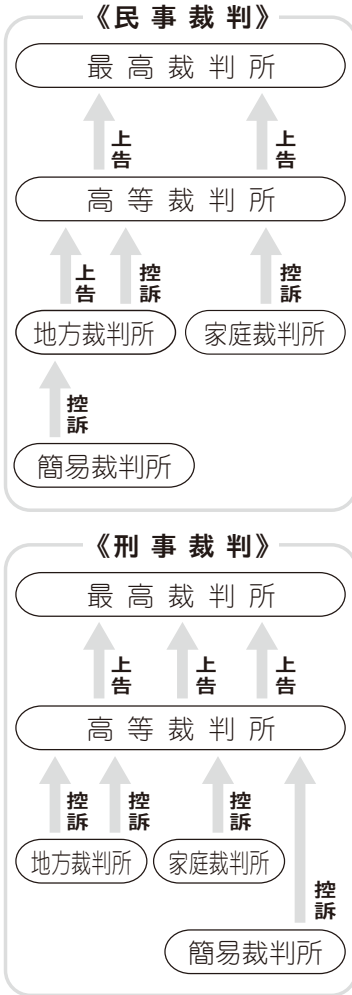 《民事裁判》
最高裁判所
上告 上告
高等裁判所
上告 控訴 控訴
地方裁判所 家庭裁判所
控訴
簡易裁判所
《刑事裁判》
最高裁判所
上告 上告 上告
高等裁判所
控訴 控訴 控訴
地方裁判所 家庭裁判所
控訴
簡易裁判所